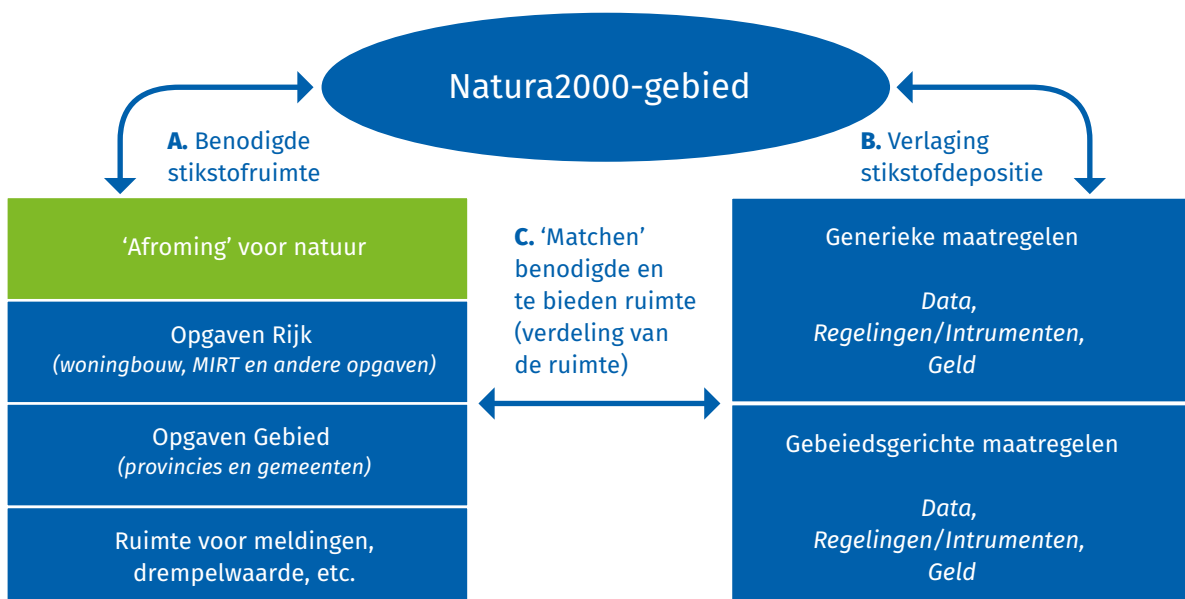 Natura2000-gebied
A. Benodigde
stikstofruimte
B. Verlaging
stikstofdepositie
‘Afroming’ voor natuur
Opgaven Rijk
(woningbouw, MIRT en andere opgaven)
Opgaven Gebied
(provincies en gemeenten)
Ruimte voor meldingen,
drempelwaarde, etc.
C. ‘Matchen’
benodigde en
te bieden ruimte
(verdeling van
de ruimte)
Generieke maatregelen
Data,
Regelingen/Intrumenten,
Geld
Gebeiedsgerichte maatregelen
Data,
Regelingen/Intrumenten,
Geld